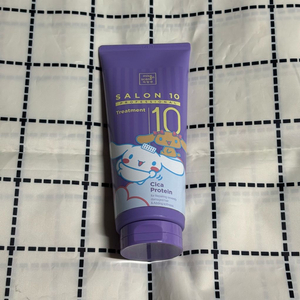 SALON 10
PROFESSIONAL
Treatment
10
Cica
Protein